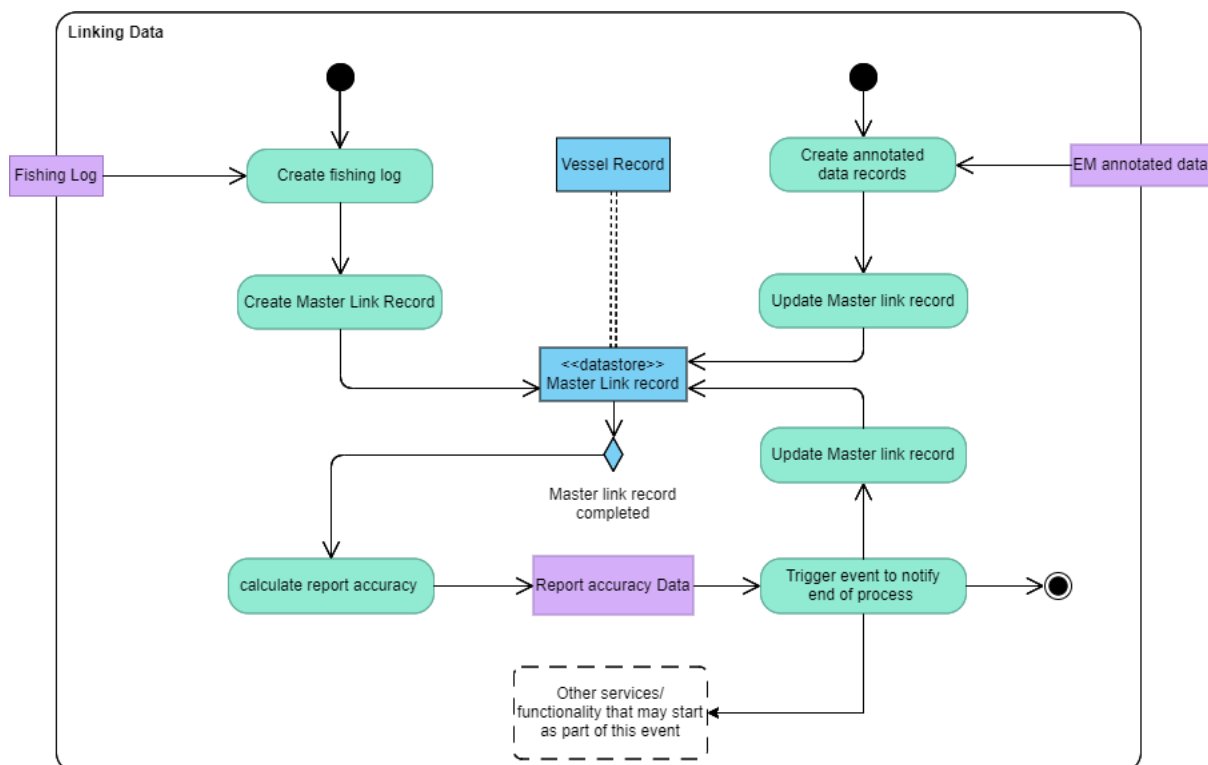 Linking Data
Fishing Log
Create fishing log
Vessel Record
Create annotated
data records
EM annotated data
Create Master Link Record
Update Master link record
<<datastore>>
Master Link record
Update Master link record
Master link record
completed
calculate report accuracy
Report accuracy Data
Trigger event to notify
end of process
Other services/
functionality that may start
as part of this event